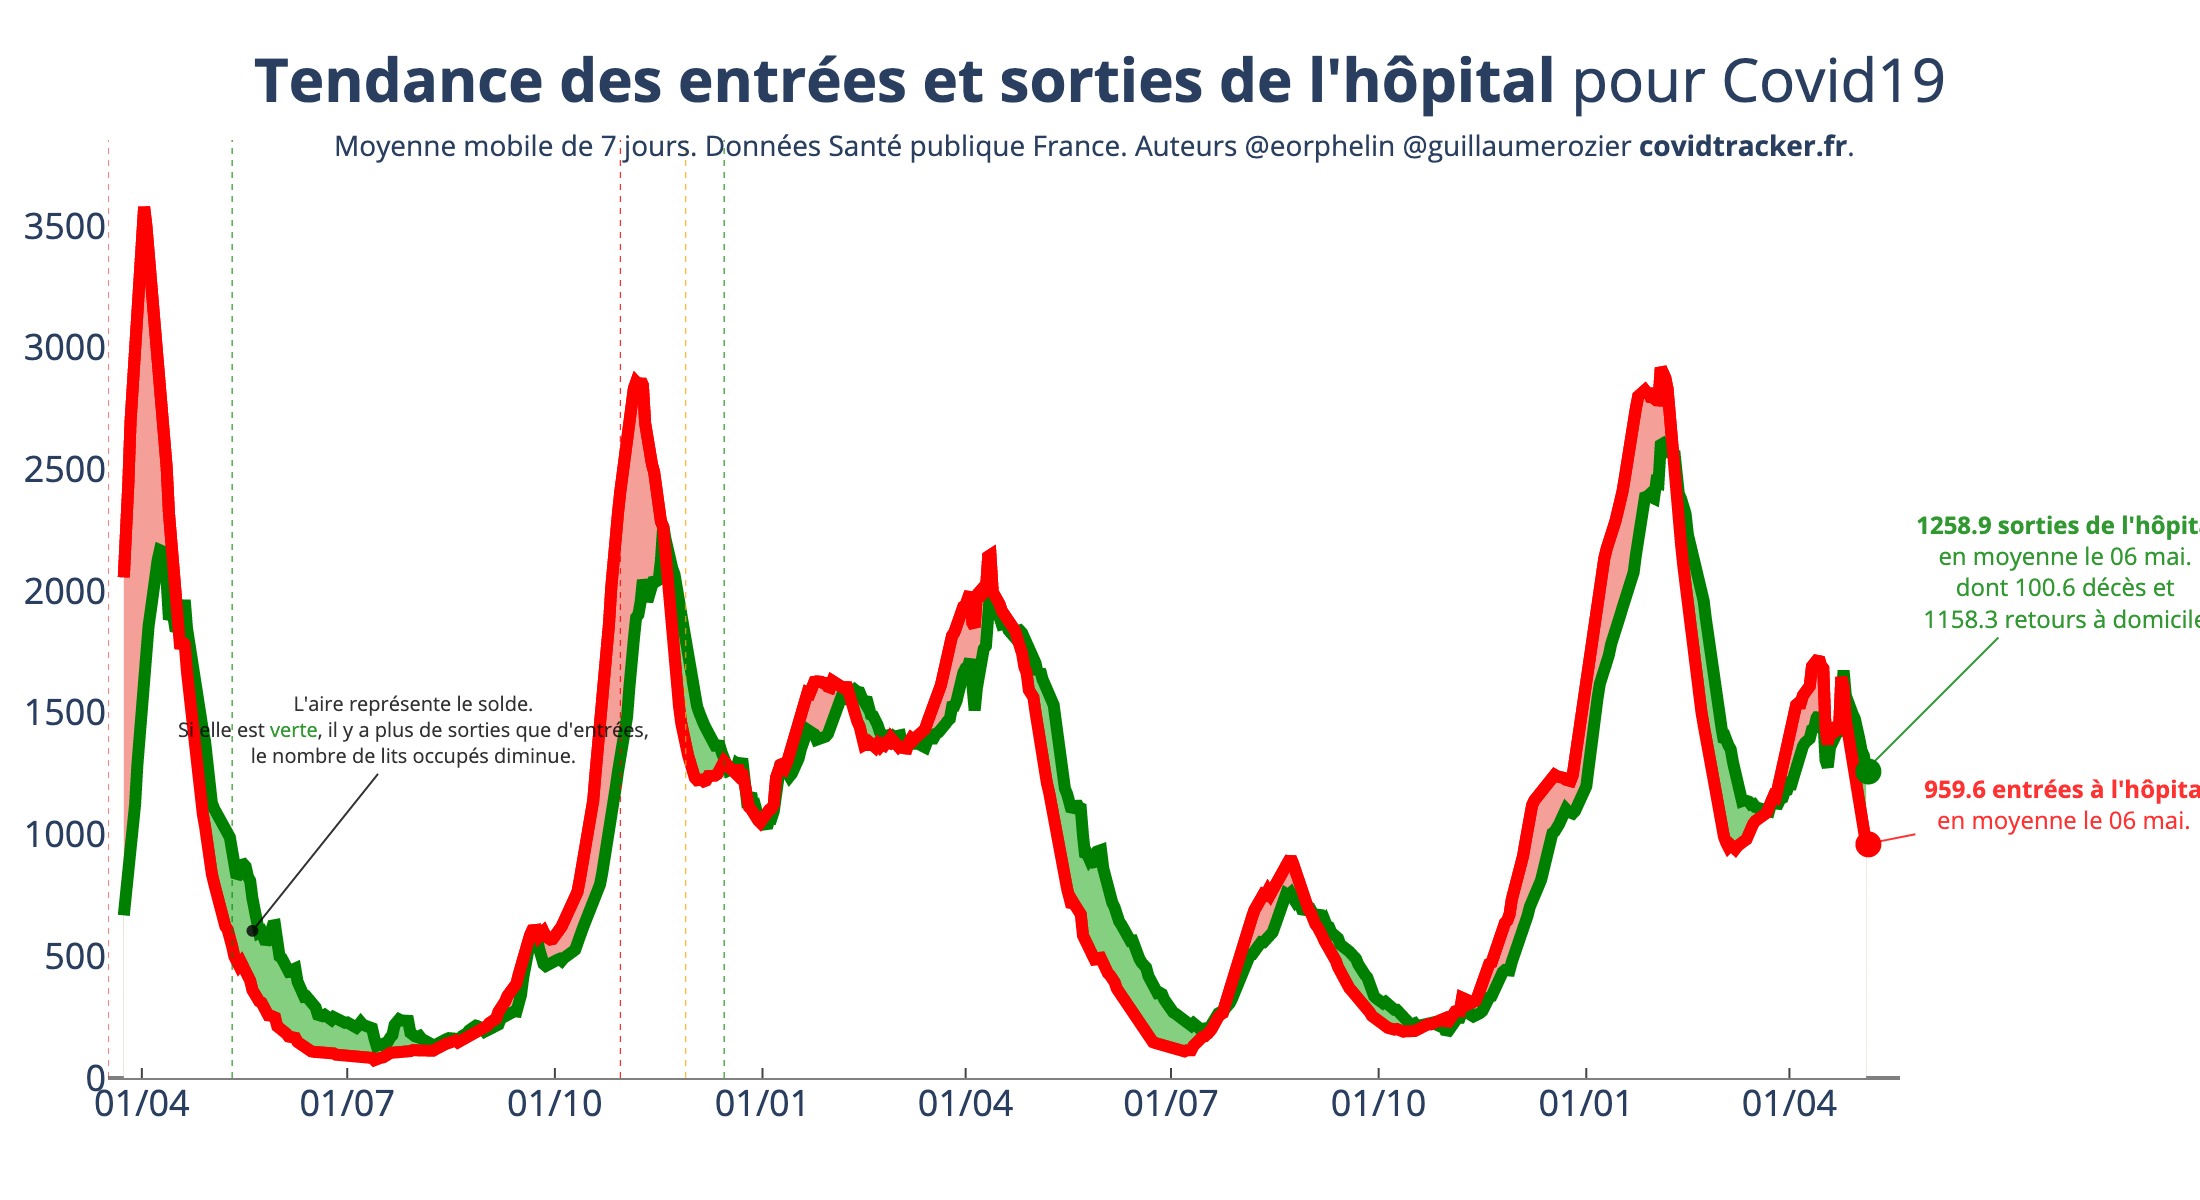 Tendance des entrées et sorties de l'hôpital pour Covid19
Moyenne mobile de 7 jours. Données Santé publique France. Auteurs @eorphelin @guillaumerozier covidtracker.fr.
3500
3000
2500
2000
1500
1000
500
0
L'aire représente le solde.
Si elle est verte, il y a plus de sorties que d'entrées,
le nombre de lits occupés diminue.
1258.9 sorties de l'hôpit
en moyenne le 06 mai.
dont 100.6 décès et
1158.3 retours à domicile
959.6 entrées à l'hôpita
en moyenne le 06 mai.
01/04
01/07
01/10
01/01
01/04
01/07
01/10
01/01
01/04